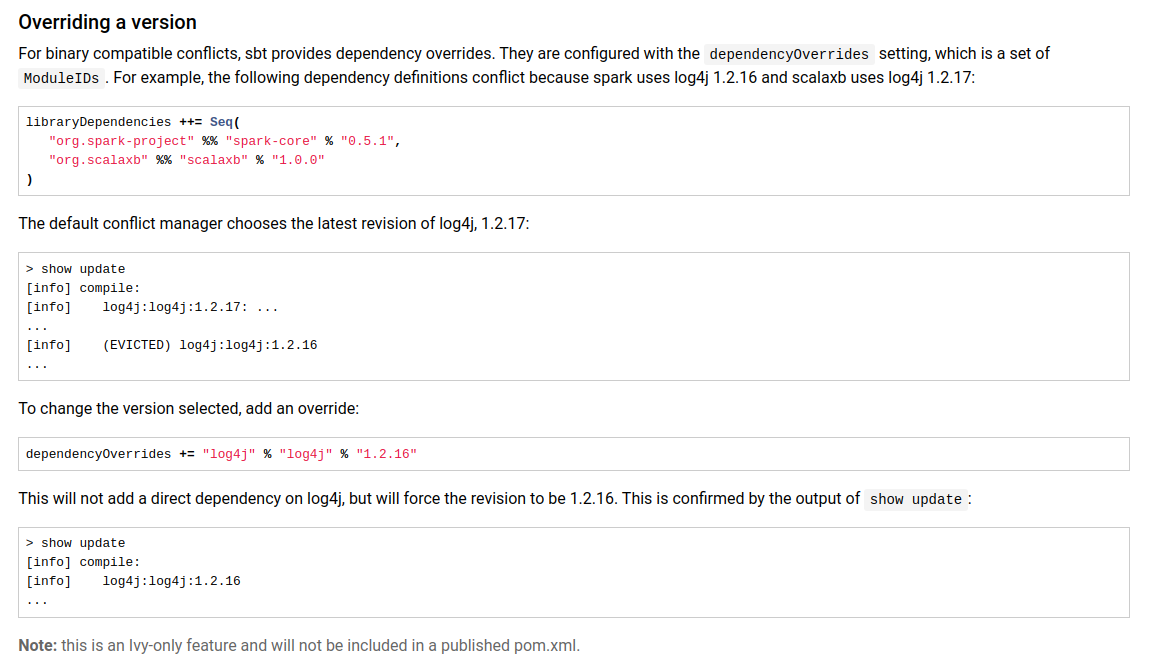 Overriding a version
For binary compatible conflicts, sbt provides dependency overrides. They are configured with the dependencyOverrides setting, which is a set of
ModuleIDs . For example, the following dependency definitions conflict because spark uses log4j 1.2.16 and scalaxb uses log4j 1.2.17:
libraryDependencies ++= Seq(
   "org.spark-project" %% "spark-core" % "0.5.1",
   "org.scalaxb" %% "scalaxb" % "1.0.0"
)
The default conflict manager chooses the latest revision of log4j, 1.2.17:
> show update
[info] compile:
[info]    log4j:log4j:1.2.17: ...
...
[info]    (EVICTED) log4j:log4j:1.2.16
...
To change the version selected, add an override:
dependencyOverrides += "log4j" % "log4j" % "1.2.16"
This will not add a direct dependency on log4j, but will force the revision to be 1.2.16. This is confirmed by the output of show update :
> show update
[info] compile:
[info]    log4j:log4j:1.2.16
...
Note: this is an Ivy-only feature and will not be included in a published pom.xml.